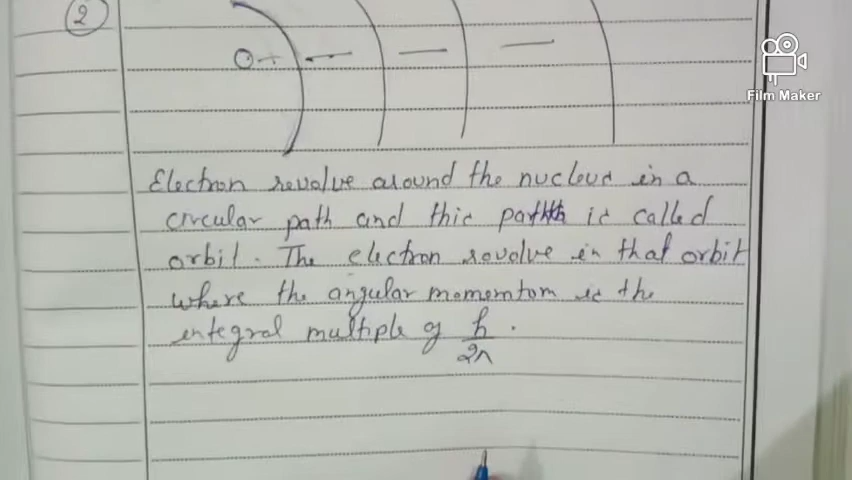 2
Film Maker
Electron revolve around the nucleus in a
circular path and this path is called
orbit. The electron revolve in that orbit
where the angular momentom is the
integral multiple of h/2π.